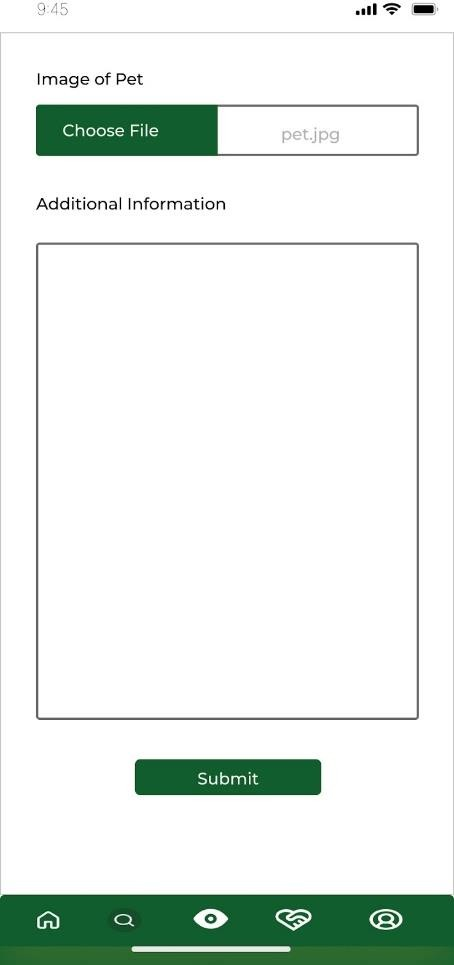 9:45
Image of Pet
Choose File
pet.jpg
Additional Information
Submit